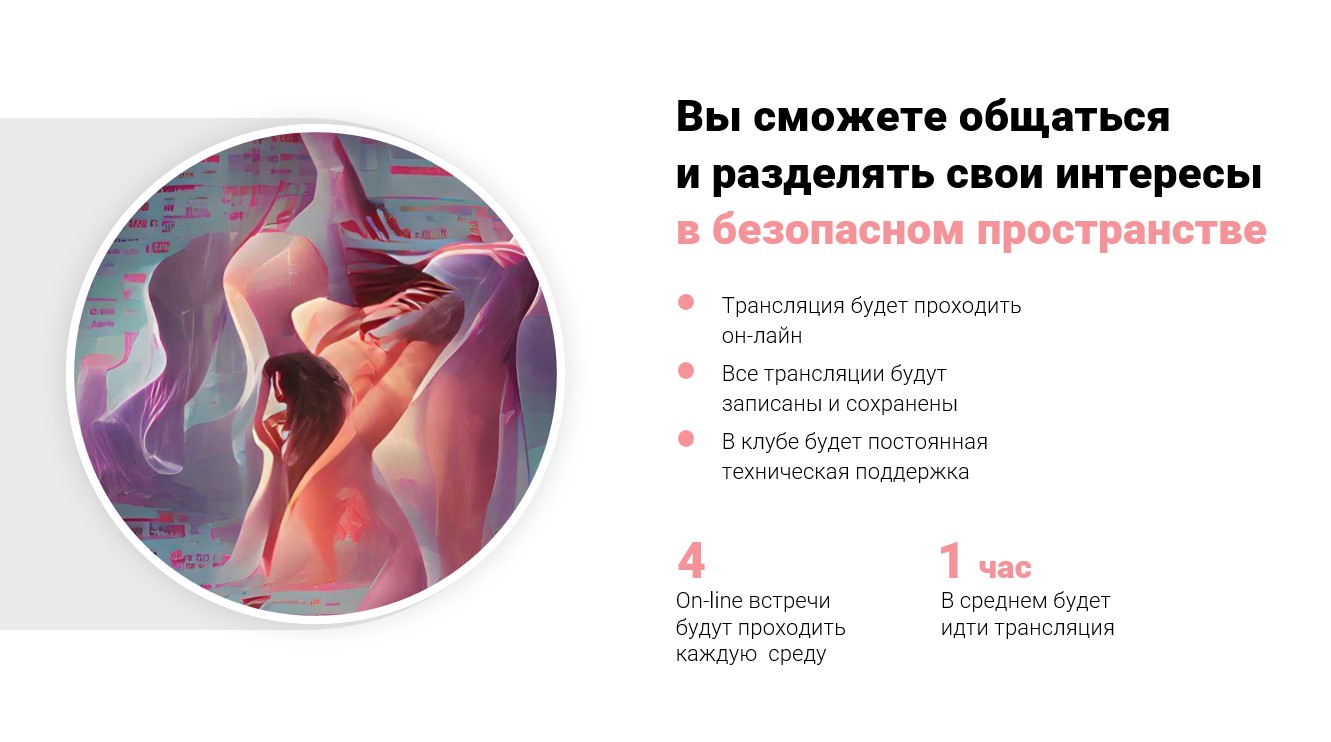 Вы сможете общаться
и разделять свои интересы
в безопасном пространстве
Трансляция будет проходить
он-лайн
Все трансляции будут
записаны и сохранены
В клубе будет постоянная
техническая поддержка
4
On-line встречи
будут проходить
каждую  среду
1 час
В среднем будет
идти трансляция